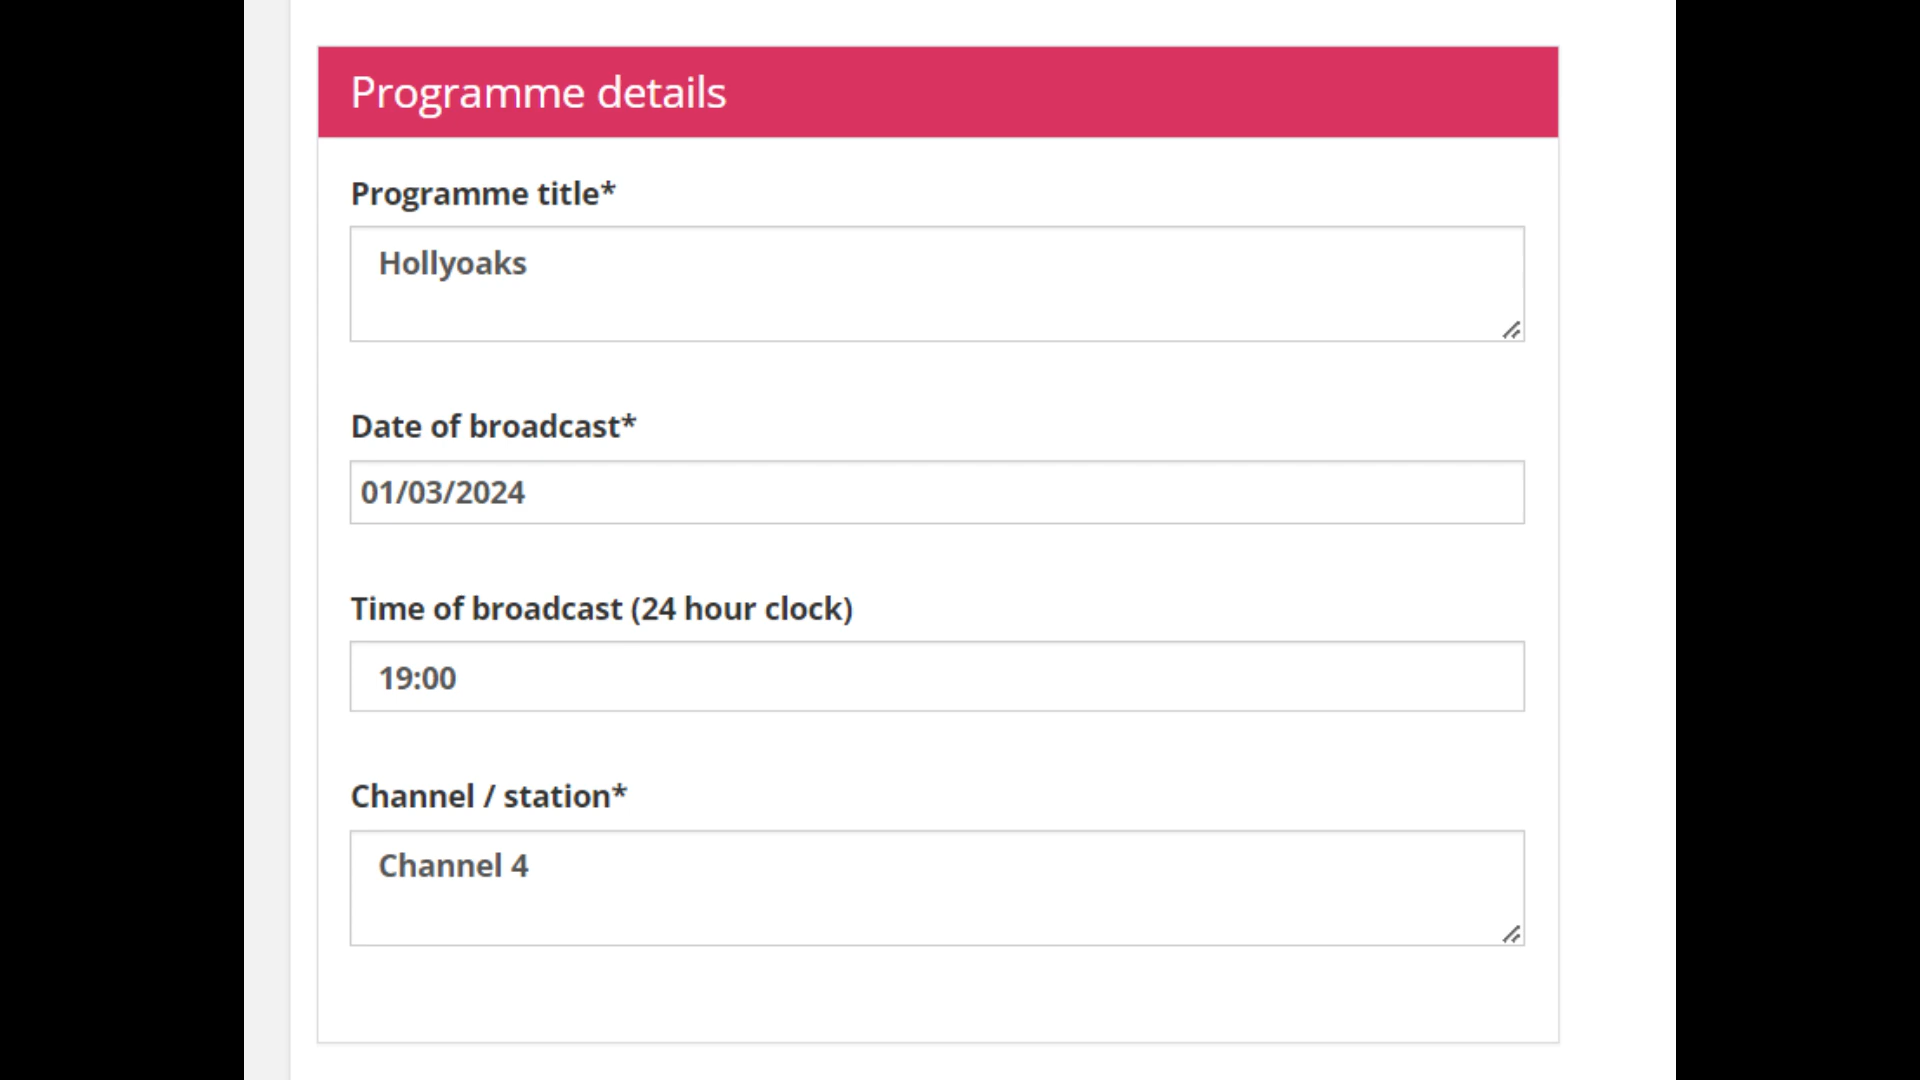 Programme details
Programme title*
Hollyoaks
Date of broadcast*
01/03/2024
Time of broadcast (24 hour clock)
19:00
Channel / station*
Channel 4